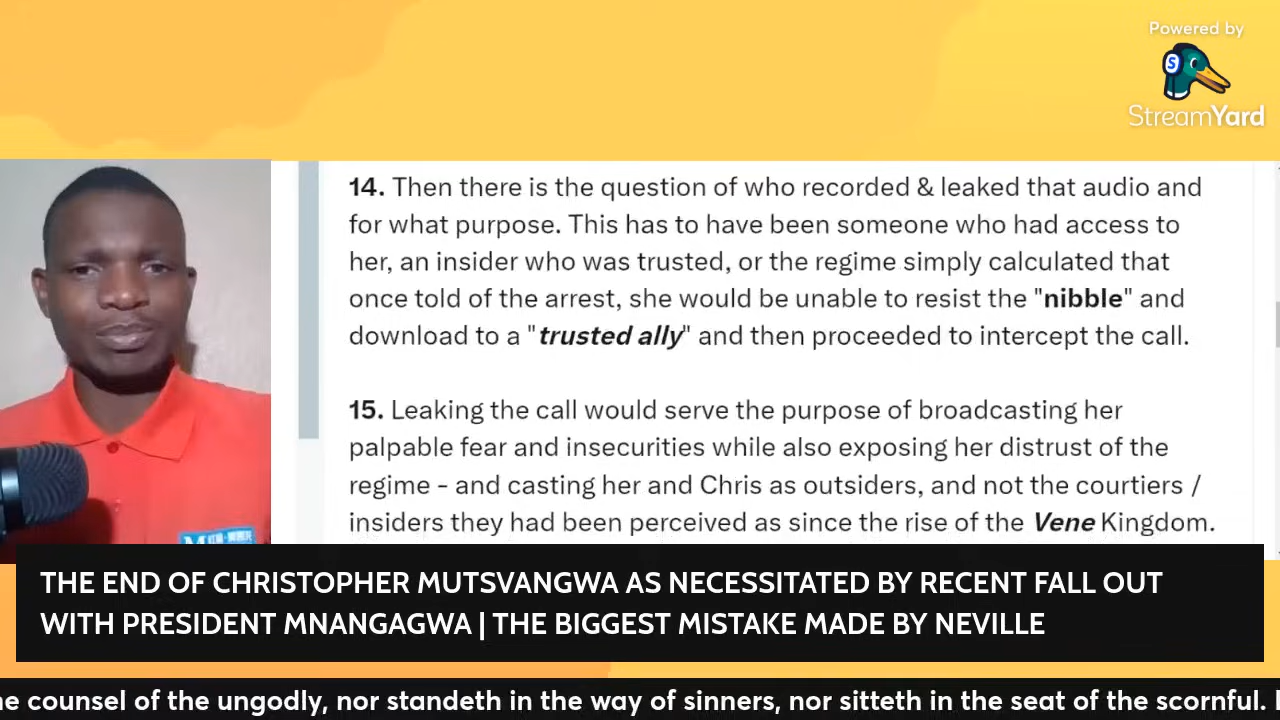 Powered by
S
StreamYard
14. Then there is the question of who recorded & leaked that audio and
for what purpose. This has to have been someone who had access to
her, an insider who was trusted, or the regime simply calculated that
once told of the arrest, she would be unable to resist the "nibble" and
download to a "trusted ally" and then proceeded to intercept the call.
15. Leaking the call would serve the purpose of broadcasting her
palpable fear and insecurities while also exposing her distrust of the
regime - and casting her and Chris as outsiders, and not the courtiers /
insiders they had been perceived as since the rise of the Vene Kingdom.
THE END OF CHRISTOPHER MUTSVANGWA AS NECESSITATED BY RECENT FALL OUT
WITH PRESIDENT MNANGAGWA | THE BIGGEST MISTAKE MADE BY NEVILLE
counsel of the ungodly, nor standeth in the way of sinners, nor sitteth in the seat of the scornful.